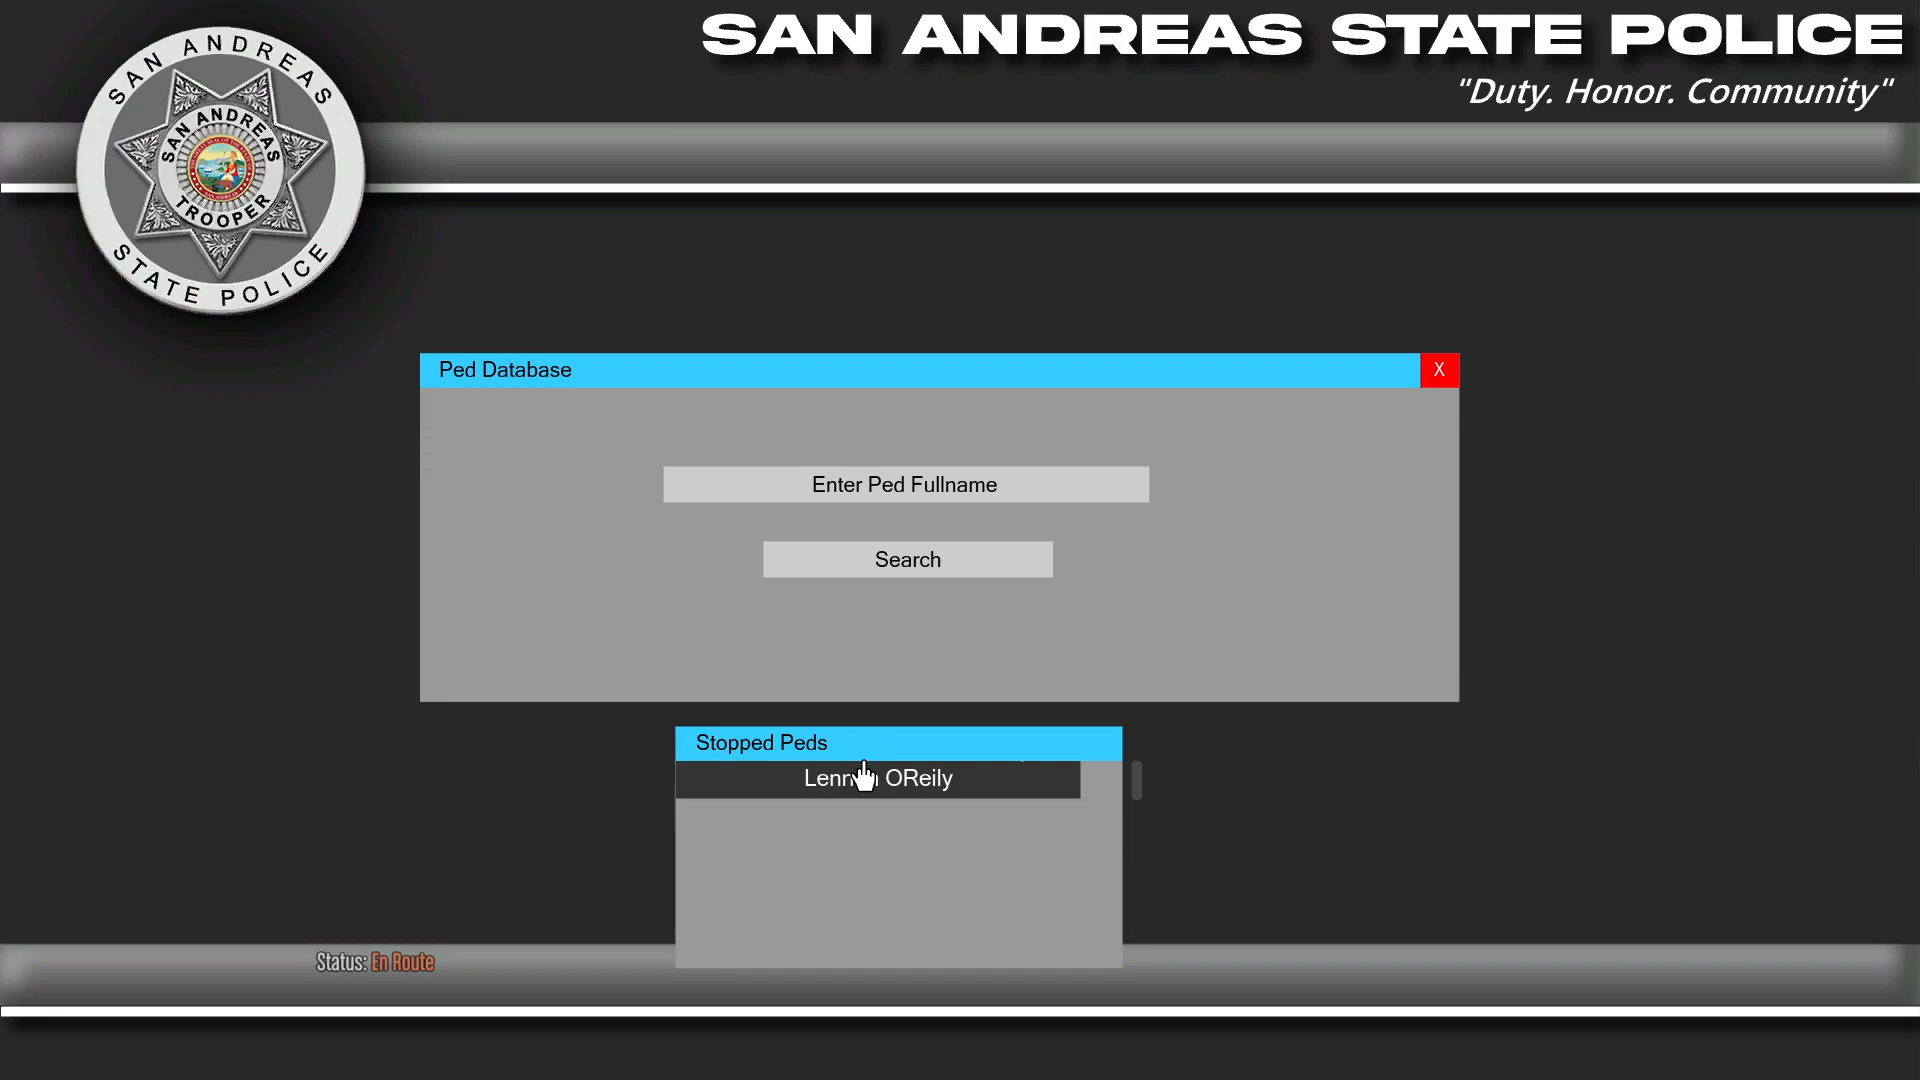 SAN ANDREAS STATE POLICE
"Duty. Honor. Community"
SAN ANDREAS
SAN ANDREAS
TROOPER
STATE POLICE
Ped Database
X
Enter Ped Fullname
Search
Stopped Peds
OReily
Status: En Route